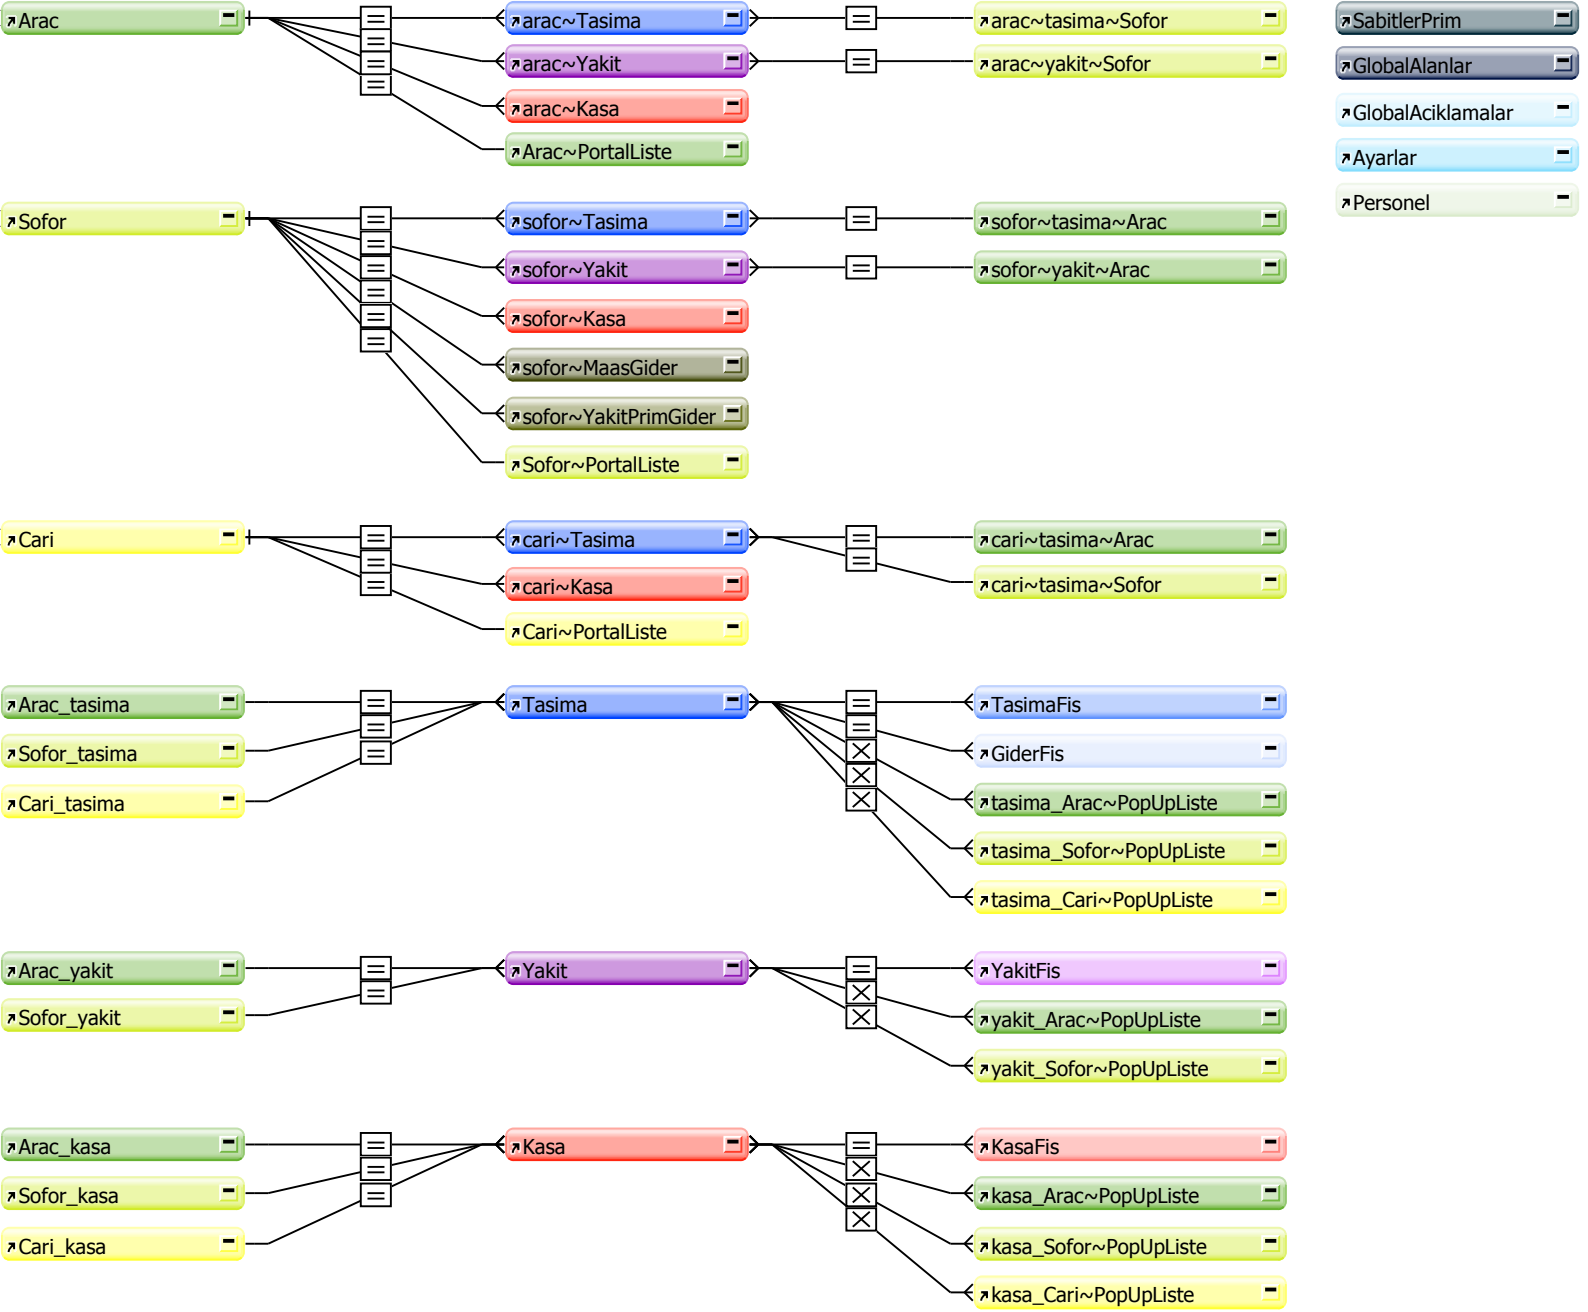 Arac
arac~Tasima
arac~tasima~Sofor
SabitlerPrim
arac~Yakit
arac~yakit~Sofor
GlobalAlanlar
arac~Kasa
GlobalAciklamalar
Arac~PortalListe
Ayarlar
Personel
Sofor
sofor~Tasima
sofor~tasima~Arac
sofor~Yakit
sofor~yakit~Arac
sofor~Kasa
sofor~MaasGider
sofor~YakitPrimGider
Sofor~PortalListe
Cari
cari~Tasima
cari~tasima~Arac
cari~Kasa
cari~tasima~Sofor
Cari~PortalListe
Arac_tasima
Tasima
TasimaFis
Sofor_tasima
GiderFis
Cari_tasima
tasima_Arac~PopUpListe
tasima_Sofor~PopUpListe
tasima_Cari~PopUpListe
Arac_yakit
Yakit
YakitFis
Sofor_yakit
yakit_Arac~PopUpListe
yakit_Sofor~PopUpListe
Arac_kasa
Kasa
KasaFis
Sofor_kasa
kasa_Arac~PopUpListe
Cari_kasa
kasa_Sofor~PopUpListe
kasa_Cari~PopUpListe